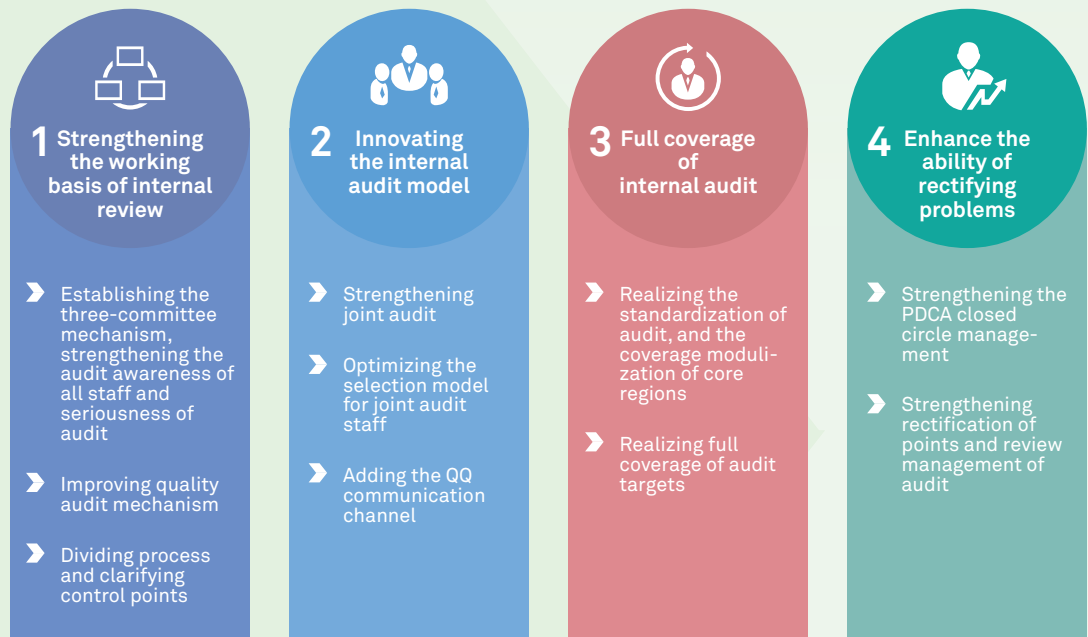 1 Strengthening
the working
basis of internal
review
Establishing the
three-committee
mechanism,
strengthening the
audit awareness of
all staff and
seriousness of
audit
Improving quality
audit mechanism
Dividing process
and clarifying
control points
2 Innovating
the internal
audit model
Strengthening
joint audit
Optimizing the
selection model
for joint audit
staff
Adding the QQ
communication
channel
3 Full coverage
of
internal audit
Realizing the
standardization of
audit, and the
coverage moduli-
zation of core
regions
Realizing full
coverage of audit
targets
4 Enhance the
ability of
rectifying
problems
Strengthening the
PDCA closed
circle manage-
ment
Strengthening
rectification of
points and review
management of
audit